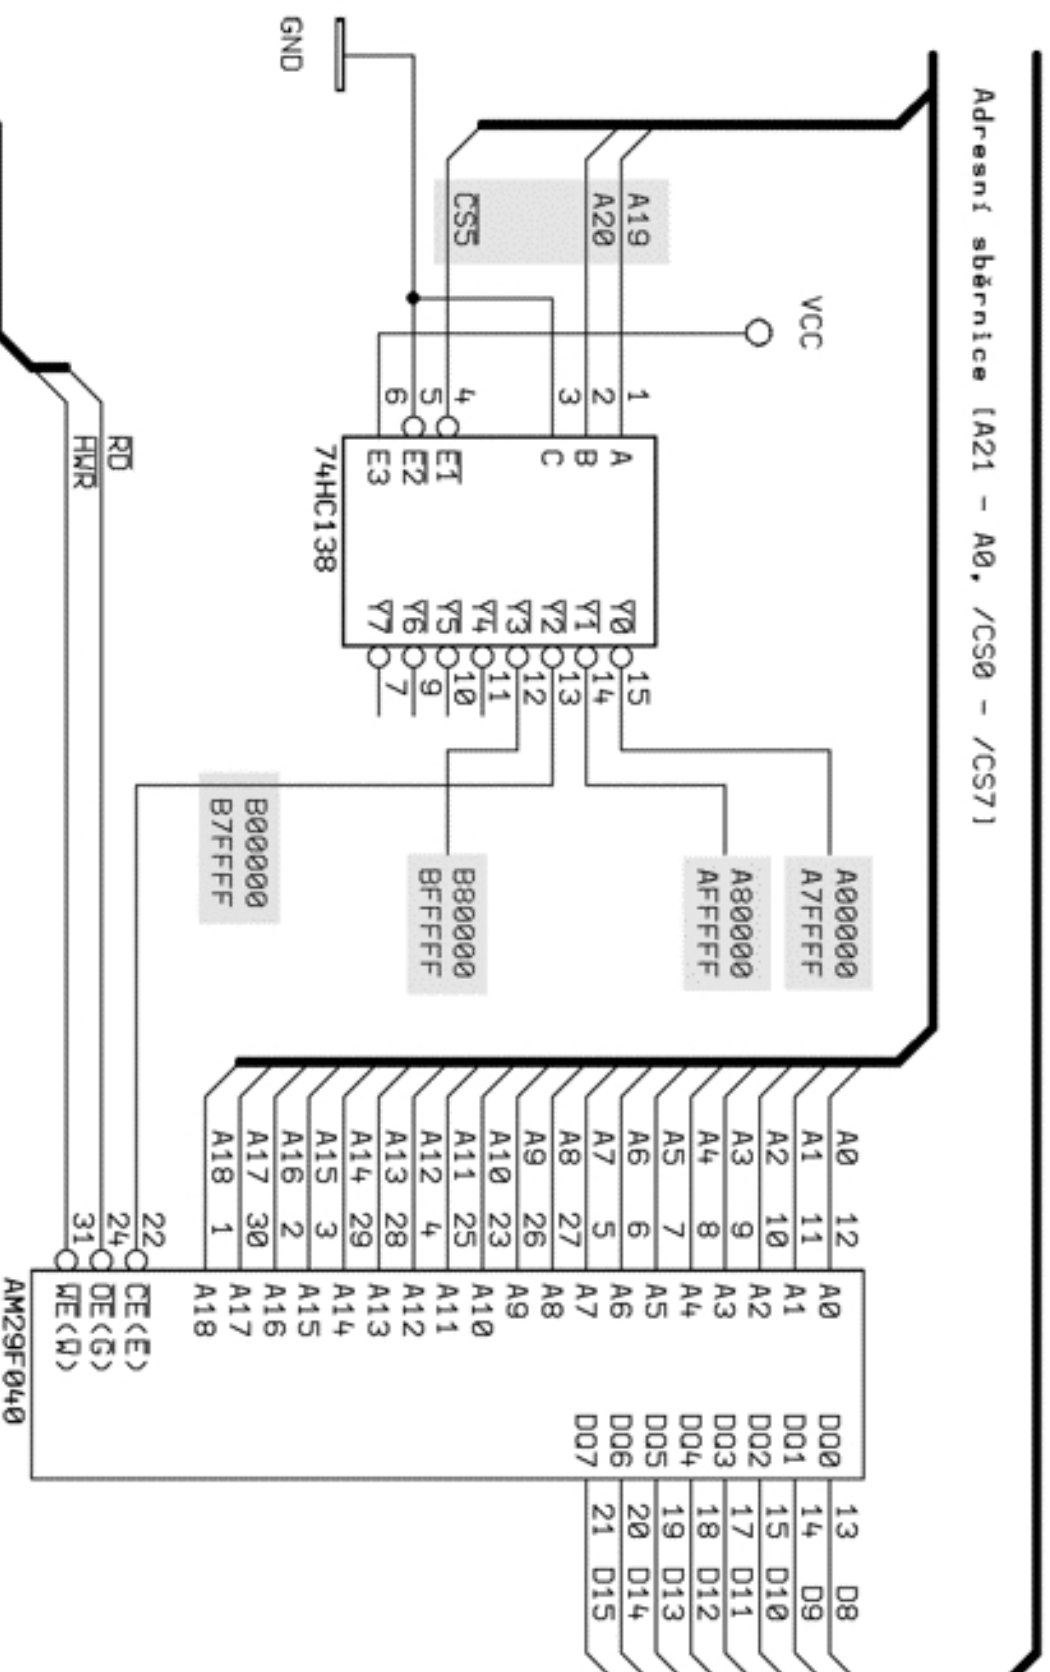 Adresní sběrnice (A21 - A0, /CS0 - /CS7)
VCC
GND
A19
A20
CS5
1
2
3
4
5
6
A
B
C
E1
E2
E3
Y0
Y1
Y2
Y3
Y4
Y5
Y6
Y7
15
14
13
12
11
10
9
7
74HC138
A00000
A7FFFF
A80000
AFFFFF
B80000
BFFFFF
B00000
B7FFFF
RD
HWR
A0 12 A0
A1 11 A1
A2 10 A2
A3 9 A3
A4 8 A4
A5 7 A5
A6 6 A6
A7 5 A7
A8 27 A8
A9 26 A9
A10 23 A10
A11 25 A11
A12 4 A12
A13 28 A13
A14 29 A14
A15 3 A15
A16 2 A16
A17 30 A17
A18 1 A18
22 CE(E)
24 OE(G)
31 WE(W)
DQ0 13 D8
DQ1 14 D9
DQ2 15 D10
DQ3 17 D11
DQ4 18 D12
DQ5 19 D13
DQ6 20 D14
DQ7 21 D15
AM29F040